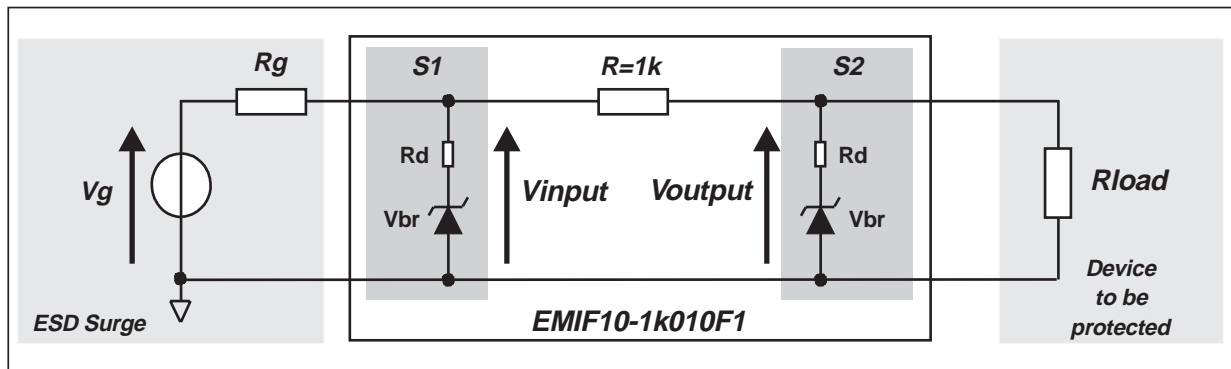 Rg
S1
R=1k
S2
Rd
Rd
Vg
Vinput
Voutput
Rload
Vbr
Vbr
ESD Surge
EMIF10-1k010F1
Device
to be
protected